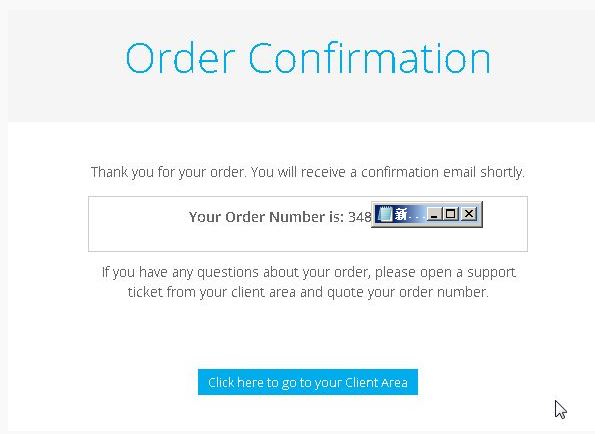 Order Confirmation
Thank you for your order. You will receive a confirmation email shortly.
Your Order Number is: 348
新...
If you have any questions about your order, please open a support
ticket from your client area and quote your order number.
Click here to go to your Client Area